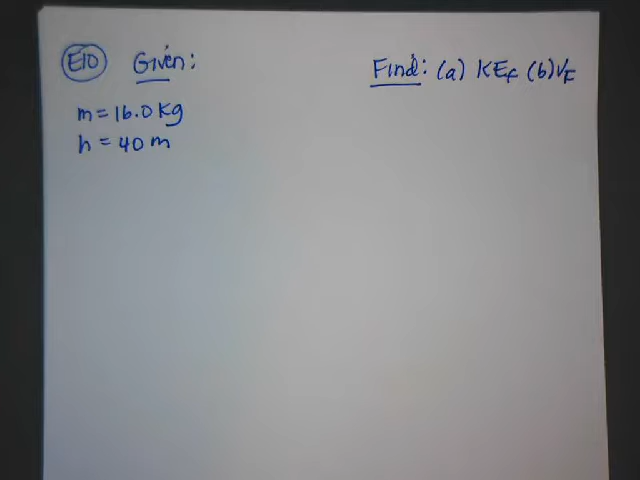 E10 Given:
Find: (a) KEf (b) VF
m = 16.0 kg
h = 40 m